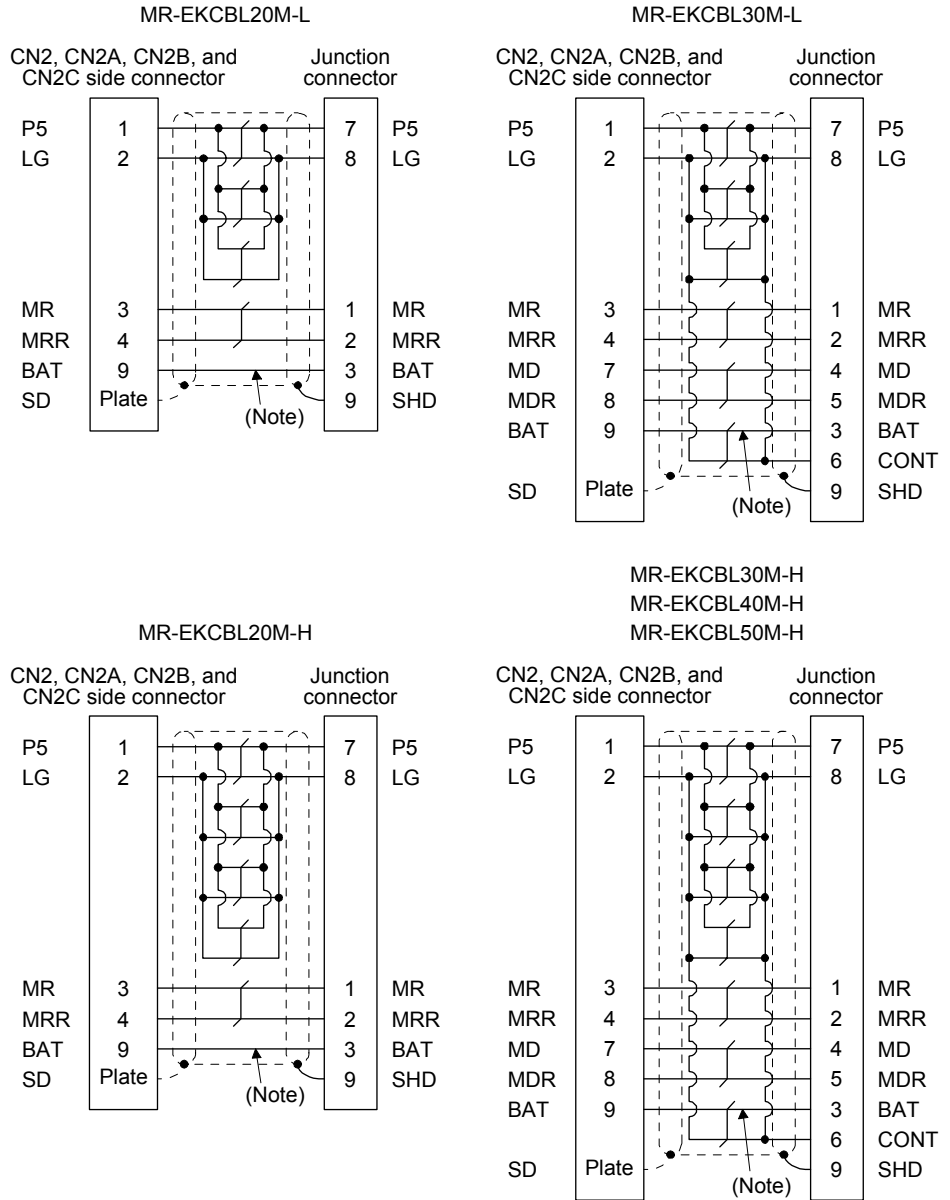 MR-EKCBL20M-L
CN2, CN2A, CN2B, and
CN2C side connector
Junction
connector
P5 1 7 P5
LG 2 8 LG
MR 3 1 MR
MRR 4 2 MRR
BAT 9 3 BAT
SD Plate 9 SHD
(Note)
MR-EKCBL30M-L
CN2, CN2A, CN2B, and
CN2C side connector
Junction
connector
P5 1 7 P5
LG 2 8 LG
MR 3 1 MR
MRR 4 2 MRR
MD 7 4 MD
MDR 8 5 MDR
BAT 9 3 BAT
6 CONT
SD Plate 9 SHD
(Note)
MR-EKCBL20M-H
CN2, CN2A, CN2B, and
CN2C side connector
Junction
connector
P5 1 7 P5
LG 2 8 LG
MR 3 1 MR
MRR 4 2 MRR
BAT 9 3 BAT
SD Plate 9 SHD
(Note)
MR-EKCBL30M-H
MR-EKCBL40M-H
MR-EKCBL50M-H
CN2, CN2A, CN2B, and
CN2C side connector
Junction
connector
P5 1 7 P5
LG 2 8 LG
MR 3 1 MR
MRR 4 2 MRR
MD 7 4 MD
MDR 8 5 MDR
BAT 9 3 BAT
6 CONT
SD Plate 9 SHD
(Note)